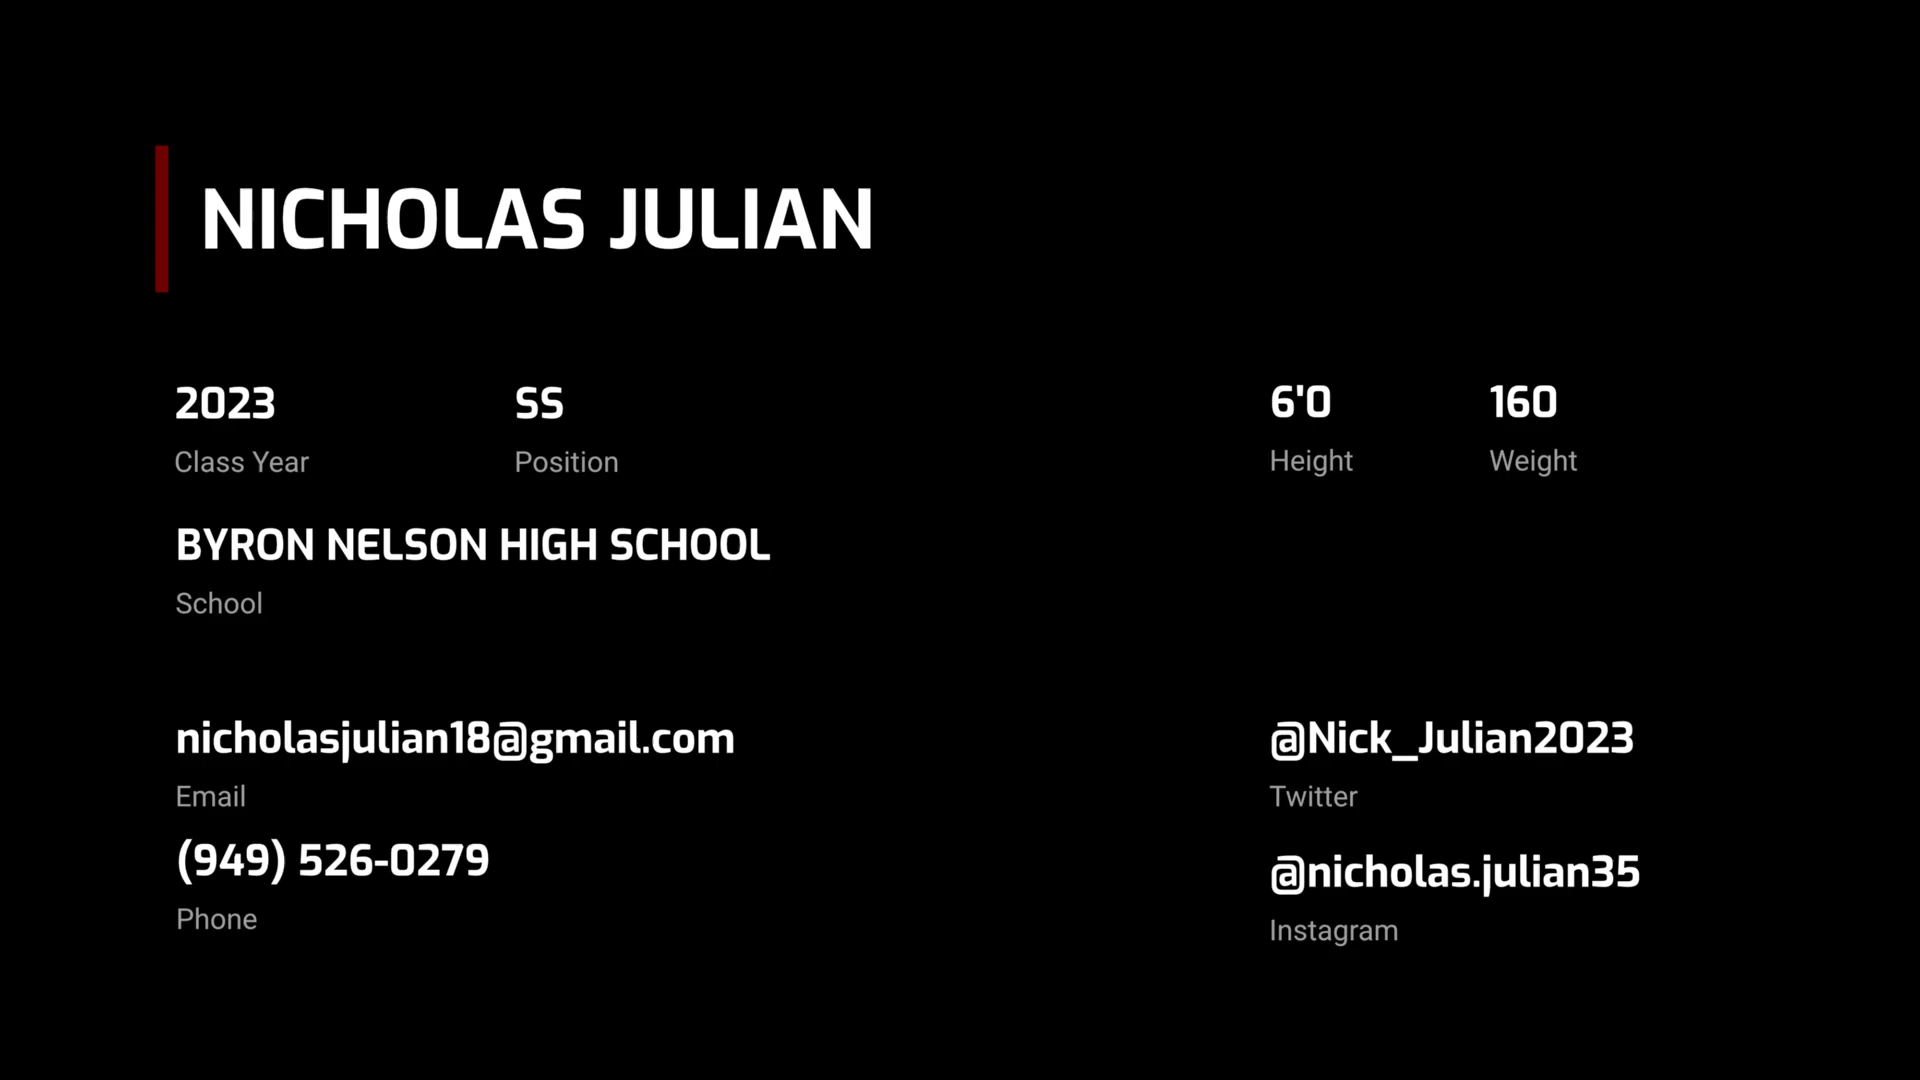 NICHOLAS JULIAN
2023 SS 6'0 160
Class Year Position Height Weight
BYRON NELSON HIGH SCHOOL
School
nicholasjulian18@gmail.com @Nick_Julian2023
Email Twitter
(949) 526-0279 @nicholas.julian35
Phone Instagram